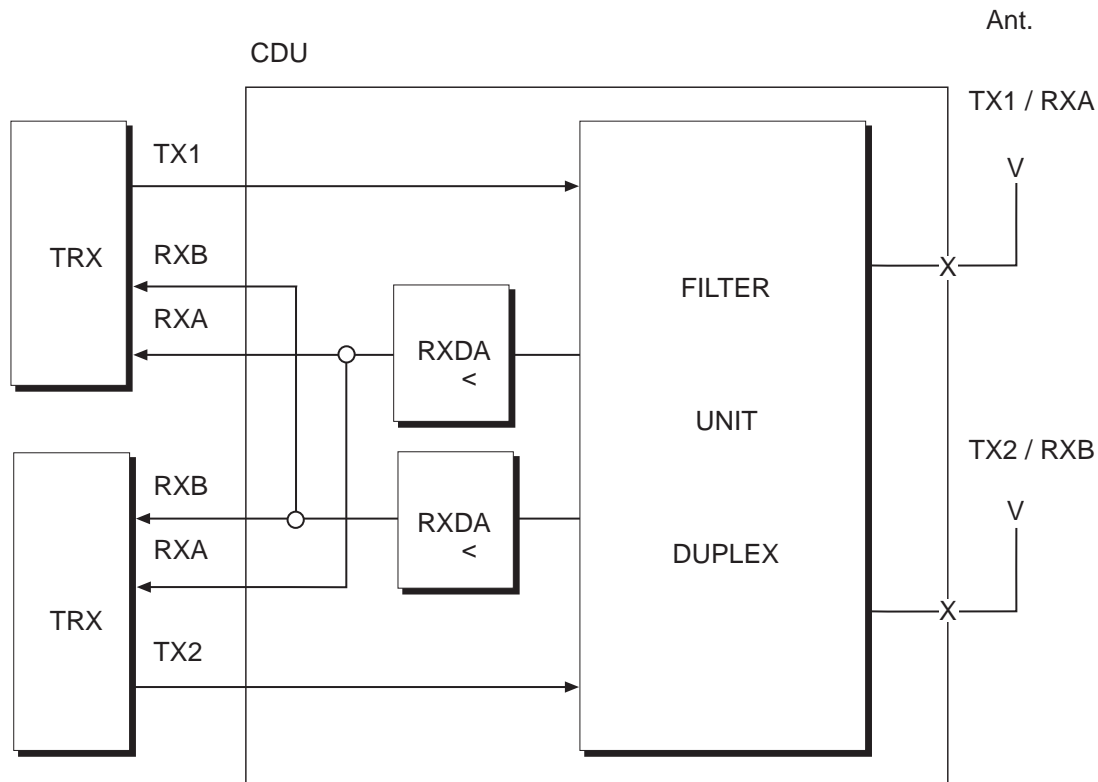 Ant.
CDU
TX1 / RXA
TX1
V
TRX
RXB
X
FILTER
RXA
RXDA
<
UNIT
TX2 / RXB
RXB
RXDA
<
V
RXA
DUPLEX
TRX
X
TX2